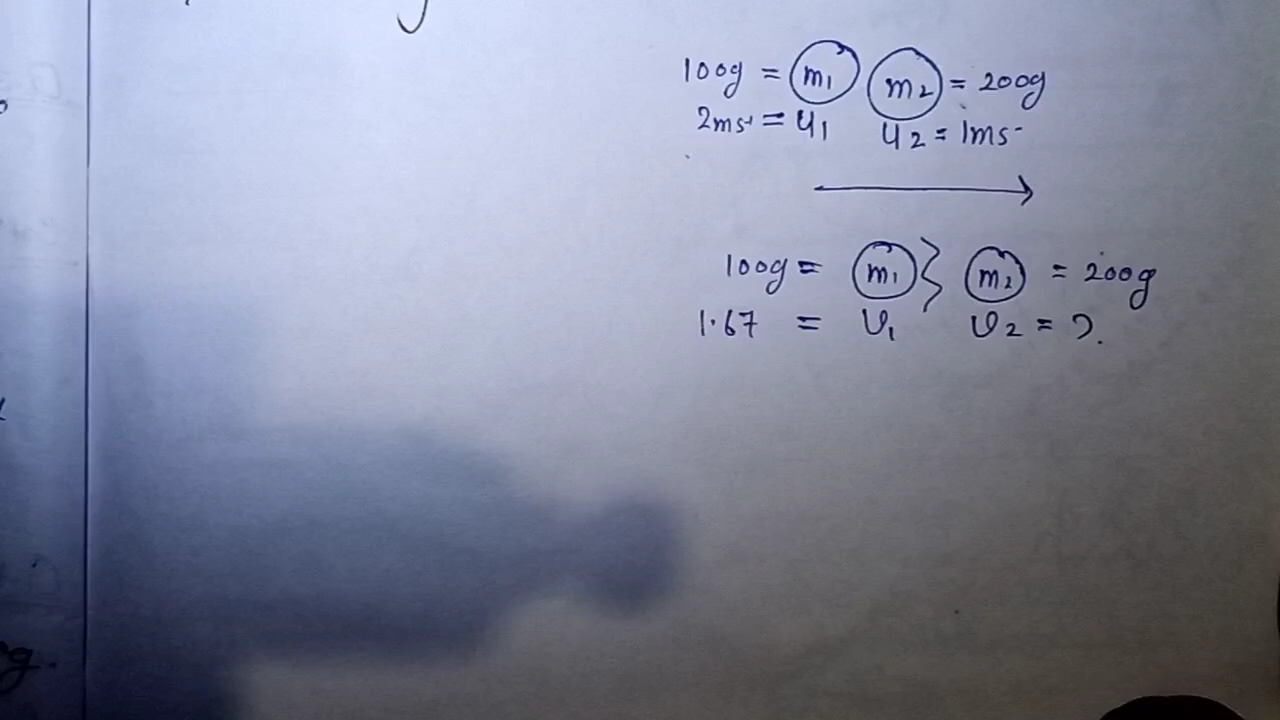 100g = m1 m2 = 200g
2ms-1 = u1 u2 = 1ms-
100g = m1 m2 = 200g
1.67 = v1 v2 = ?
g.